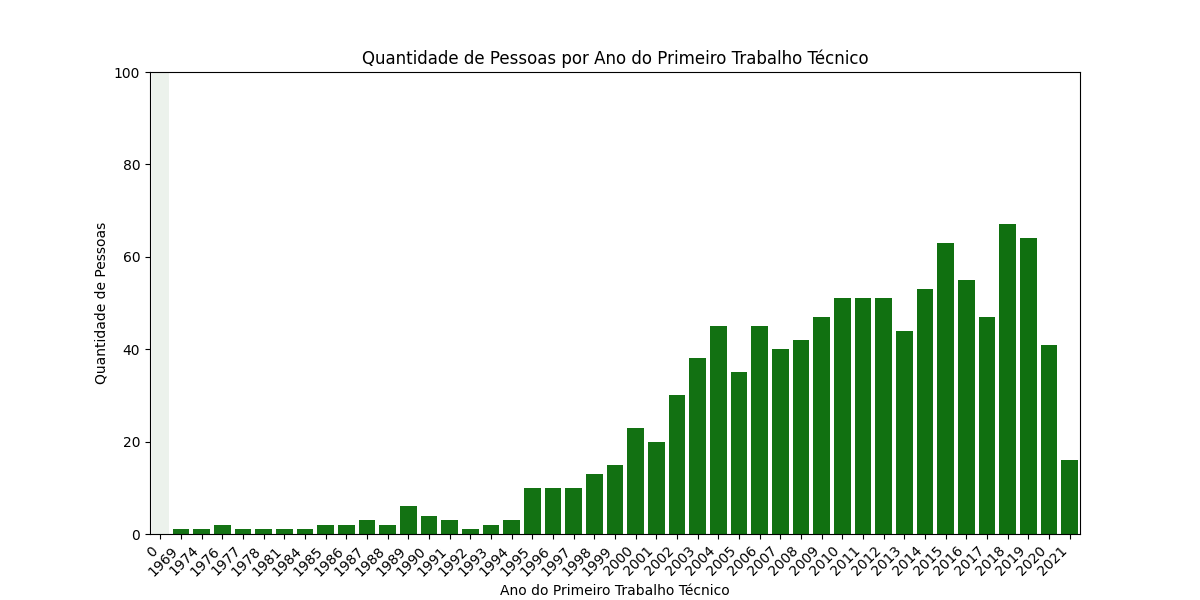 Quantidade de Pessoas por Ano do Primeiro Trabalho Técnico
100
80
60
40
20
0
Quantidade de Pessoas
0 1969 1974 1976 1977 1978 1981 1984 1985 1986 1987 1988 1989 1990 1991 1992 1993 1994 1995 1996 1997 1998 1999 2000 2001 2002 2003 2004 2005 2006 2007 2008 2009 2010 2011 2012 2013 2014 2015 2016 2017 2018 2019 2020 2021
Ano do Primeiro Trabalho Técnico